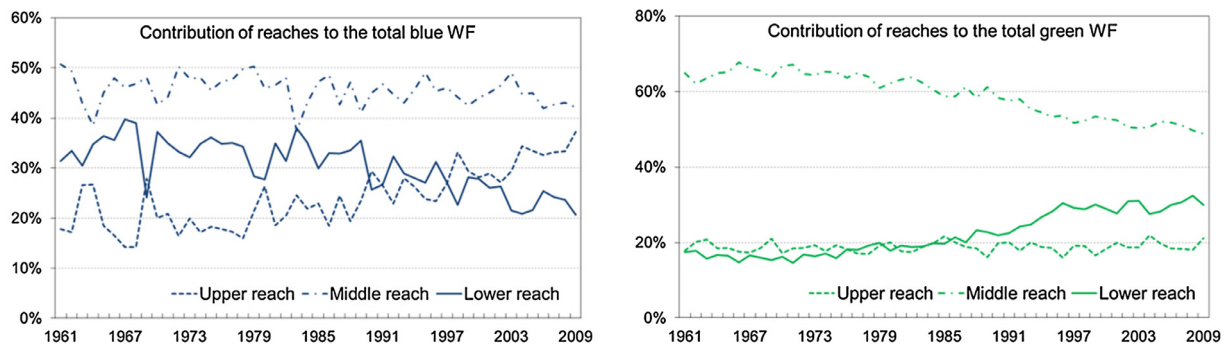 Contribution of reaches to the total blue WF
60%
50%
40%
30%
20%
10%
0%
Upper reach Middle reach Lower reach
1961 1967 1973 1979 1985 1991 1997 2003 2009
Contribution of reaches to the total green WF
80%
60%
40%
20%
0%
Upper reach Middle reach Lower reach
1961 1967 1973 1979 1985 1991 1997 2003 2009